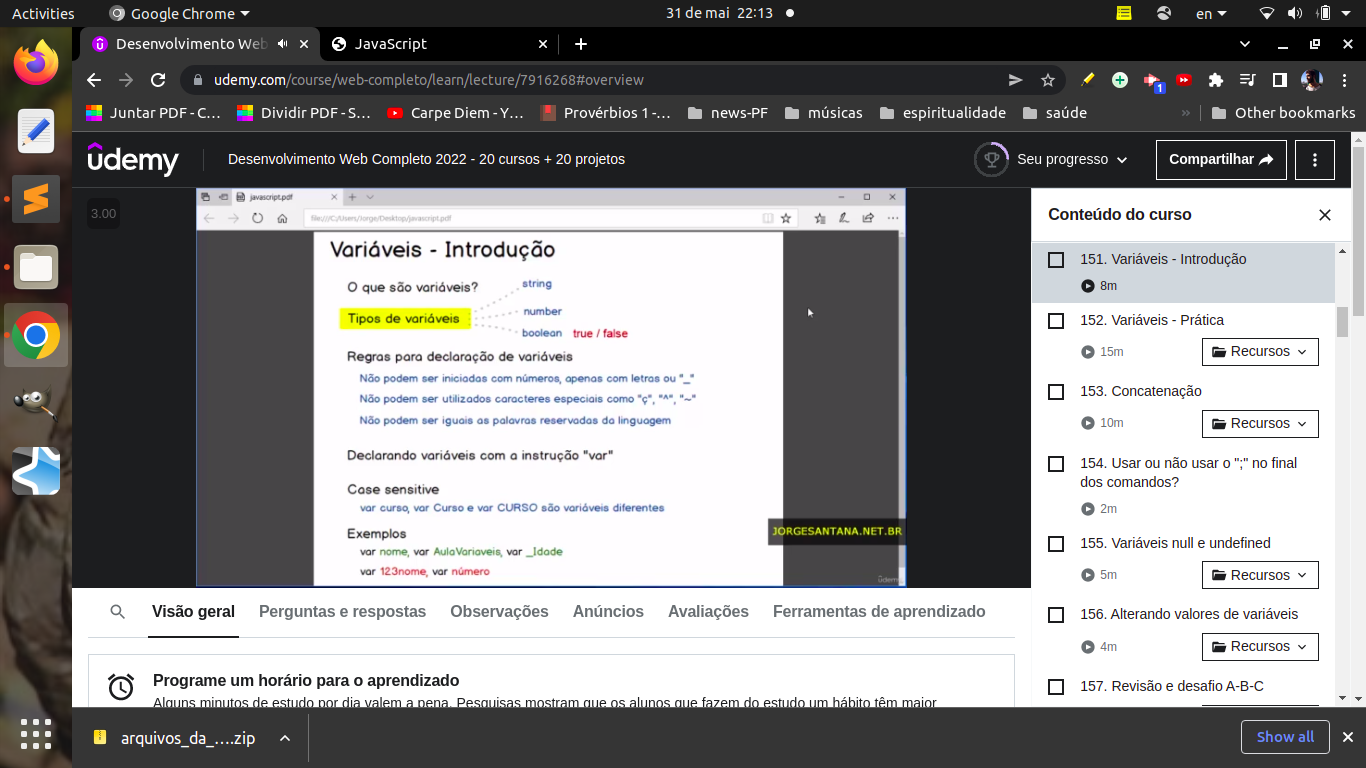 Activities
Google Chrome
31 de mai 22:13
en
Desenvolvimento Web
JavaScript
udemy.com/course/web-completo/learn/lecture/7916268#overview
1
Juntar PDF - C…
Dividir PDF - S…
Carpe Diem - Y…
Provérbios 1 -…
news-PF
músicas
espiritualidade
saúde
»
Other bookmarks
udemy
Desenvolvimento Web Completo 2022 - 20 cursos + 20 projetos
Seu progresso
Compartilhar
3.00
javascript.pdf
file:///C:/Users/Jorge/Desktop/javascript.pdf
Variáveis - Introdução
O que são variáveis?
string
Tipos de variáveis
number
boolean true / false
Regras para declaração de variáveis
Não podem ser iniciadas com números, apenas com letras ou "_"
Não podem ser utilizados caracteres especiais como "ç", "^", "~"
Não podem ser iguais as palavras reservadas da linguagem
Declarando variáveis com a instrução "var"
Case sensitive
var curso, var Curso e var CURSO são variáveis diferentes
Exemplos
var nome, var AulaVariaveis, var _Idade
var 123nome, var número
JORGESANTANA.NET.BR
udemy
Conteúdo do curso
151. Variáveis - Introdução
8m
152. Variáveis - Prática
15m
Recursos
153. Concatenação
10m
Recursos
154. Usar ou não usar o ";" no final
dos comandos?
2m
155. Variáveis null e undefined
5m
Recursos
156. Alterando valores de variáveis
4m
Recursos
157. Revisão e desafio A-B-C
Visão geral
Perguntas e respostas
Observações
Anúncios
Avaliações
Ferramentas de aprendizado
Programe um horário para o aprendizado
Alguns minutos de estudo por dia valem a pena. Pesquisas mostram que os alunos que fazem do estudo um hábito têm maior
arquivos_da_….zip
Show all